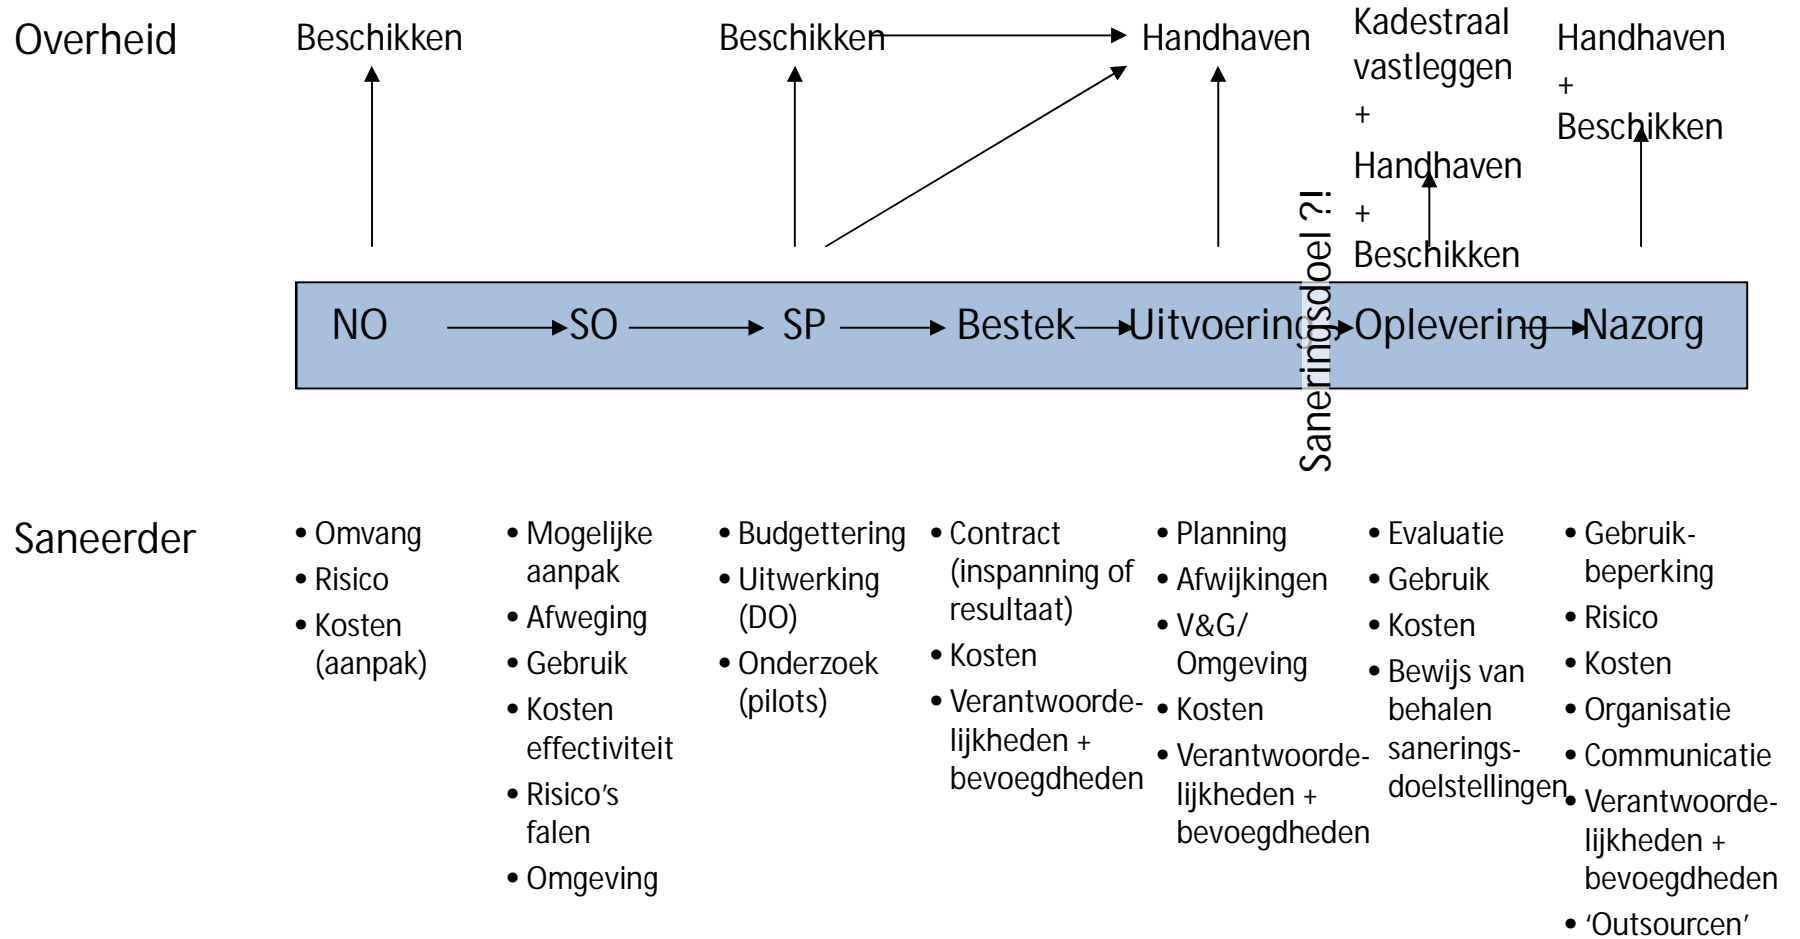 Overheid
Beschikken
Beschikken
Handhaven
Kadestraal
vastleggen
+
Handhaven
+
Beschikken
Handhaven
+
Beschikken
NO
SO
SP
Bestek
Uitvoering
Saneringsdoel ?!
Oplevering
Nazorg
Saneerder
• Omvang
• Risico
• Kosten
(aanpak)
• Mogelijke
aanpak
• Afweging
• Gebruik
• Kosten
effectiviteit
• Risico’s
falen
• Omgeving
• Budgettering
• Uitwerking
(DO)
• Onderzoek
(pilots)
• Contract
(inspanning of
resultaat)
• Kosten
• Verantwoorde-
lijkheden +
bevoegdheden
• Planning
• Afwijkingen
• V&G/
Omgeving
• Kosten
• Verantwoorde-
lijkheden +
bevoegdheden
• Evaluatie
• Gebruik
• Kosten
• Bewijs van
behalen
sanerings-
doelstellingen
• Gebruik-
beperking
• Risico
• Kosten
• Organisatie
• Communicatie
• Verantwoorde-
lijkheden +
bevoegdheden
• ‘Outsourcen’